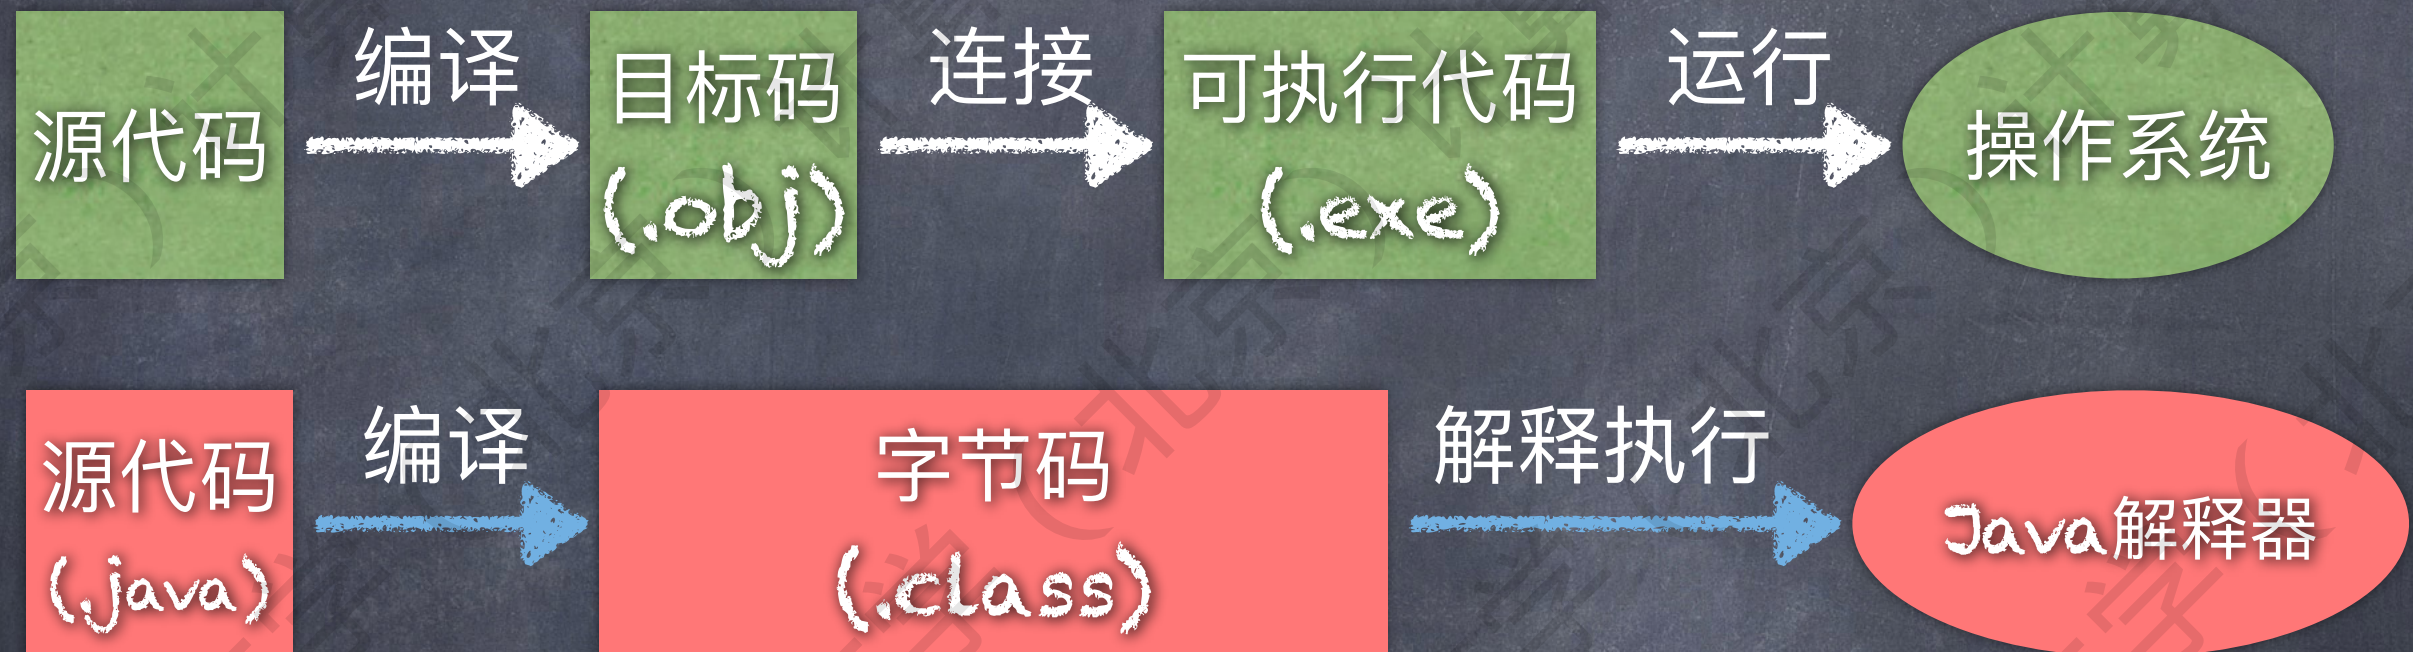 源代码
编译
目标码
(.obj)
连接
可执行代码
(.exe)
运行
操作系统
源代码
(.java)
编译
字节码
(.class)
解释执行
Java解释器